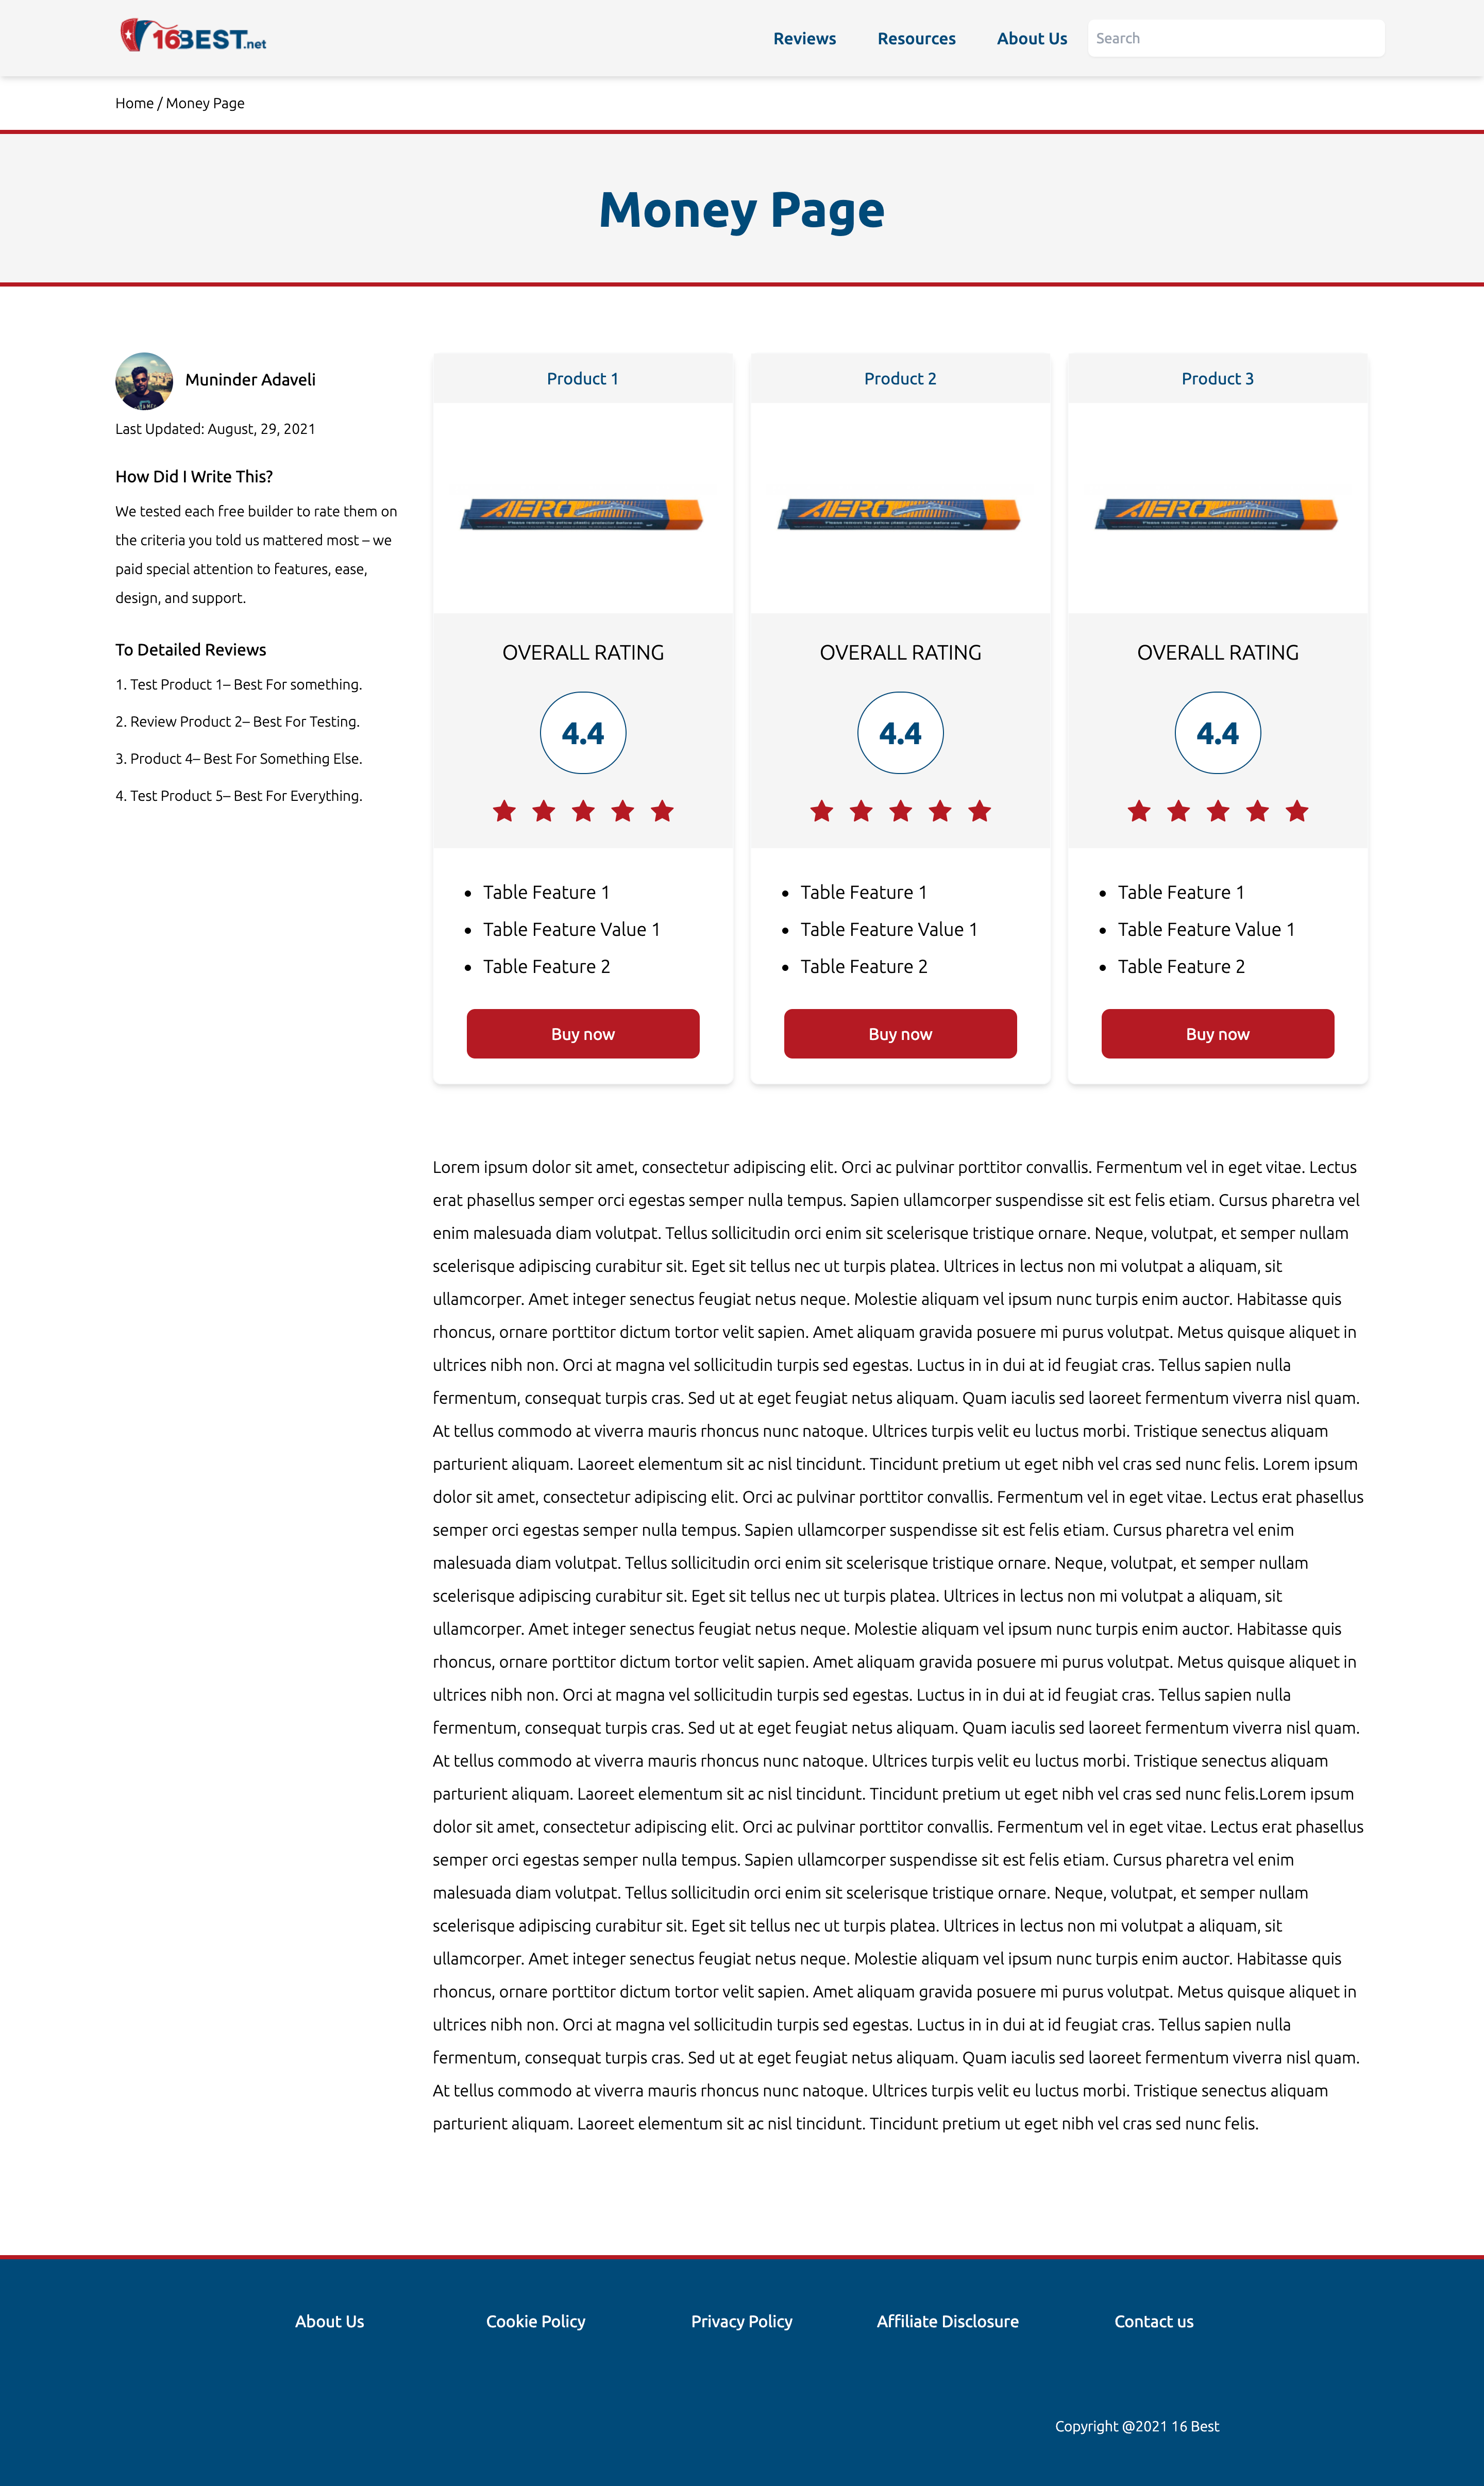 16BEST.net
Reviews
Resources
About Us
Search
Home / Money Page
Money Page
Muninder Adaveli
Last Updated: August, 29, 2021
How Did I Write This?
We tested each free builder to rate them on
the criteria you told us mattered most – we
paid special attention to features, ease,
design, and support.
To Detailed Reviews
1. Test Product 1– Best For something.
2. Review Product 2– Best For Testing.
3. Product 4– Best For Something Else.
4. Test Product 5– Best For Everything.
Product 1
AERO
Please remove the yellow plastic protector before use.
OVERALL RATING
4.4
• Table Feature 1
• Table Feature Value 1
• Table Feature 2
Buy now
Product 2
AERO
Please remove the yellow plastic protector before use.
OVERALL RATING
4.4
• Table Feature 1
• Table Feature Value 1
• Table Feature 2
Buy now
Product 3
AERO
Please remove the yellow plastic protector before use.
OVERALL RATING
4.4
• Table Feature 1
• Table Feature Value 1
• Table Feature 2
Buy now
Lorem ipsum dolor sit amet, consectetur adipiscing elit. Orci ac pulvinar porttitor convallis. Fermentum vel in eget vitae. Lectus
erat phasellus semper orci egestas semper nulla tempus. Sapien ullamcorper suspendisse sit est felis etiam. Cursus pharetra vel
enim malesuada diam volutpat. Tellus sollicitudin orci enim sit scelerisque tristique ornare. Neque, volutpat, et semper nullam
scelerisque adipiscing curabitur sit. Eget sit tellus nec ut turpis platea. Ultrices in lectus non mi volutpat a aliquam, sit
ullamcorper. Amet integer senectus feugiat netus neque. Molestie aliquam vel ipsum nunc turpis enim auctor. Habitasse quis
rhoncus, ornare porttitor dictum tortor velit sapien. Amet aliquam gravida posuere mi purus volutpat. Metus quisque aliquet in
ultrices nibh non. Orci at magna vel sollicitudin turpis sed egestas. Luctus in in dui at id feugiat cras. Tellus sapien nulla
fermentum, consequat turpis cras. Sed ut at eget feugiat netus aliquam. Quam iaculis sed laoreet fermentum viverra nisl quam.
At tellus commodo at viverra mauris rhoncus nunc natoque. Ultrices turpis velit eu luctus morbi. Tristique senectus aliquam
parturient aliquam. Laoreet elementum sit ac nisl tincidunt. Tincidunt pretium ut eget nibh vel cras sed nunc felis. Lorem ipsum
dolor sit amet, consectetur adipiscing elit. Orci ac pulvinar porttitor convallis. Fermentum vel in eget vitae. Lectus erat phasellus
semper orci egestas semper nulla tempus. Sapien ullamcorper suspendisse sit est felis etiam. Cursus pharetra vel enim
malesuada diam volutpat. Tellus sollicitudin orci enim sit scelerisque tristique ornare. Neque, volutpat, et semper nullam
scelerisque adipiscing curabitur sit. Eget sit tellus nec ut turpis platea. Ultrices in lectus non mi volutpat a aliquam, sit
ullamcorper. Amet integer senectus feugiat netus neque. Molestie aliquam vel ipsum nunc turpis enim auctor. Habitasse quis
rhoncus, ornare porttitor dictum tortor velit sapien. Amet aliquam gravida posuere mi purus volutpat. Metus quisque aliquet in
ultrices nibh non. Orci at magna vel sollicitudin turpis sed egestas. Luctus in in dui at id feugiat cras. Tellus sapien nulla
fermentum, consequat turpis cras. Sed ut at eget feugiat netus aliquam. Quam iaculis sed laoreet fermentum viverra nisl quam.
At tellus commodo at viverra mauris rhoncus nunc natoque. Ultrices turpis velit eu luctus morbi. Tristique senectus aliquam
parturient aliquam. Laoreet elementum sit ac nisl tincidunt. Tincidunt pretium ut eget nibh vel cras sed nunc felis.Lorem ipsum
dolor sit amet, consectetur adipiscing elit. Orci ac pulvinar porttitor convallis. Fermentum vel in eget vitae. Lectus erat phasellus
semper orci egestas semper nulla tempus. Sapien ullamcorper suspendisse sit est felis etiam. Cursus pharetra vel enim
malesuada diam volutpat. Tellus sollicitudin orci enim sit scelerisque tristique ornare. Neque, volutpat, et semper nullam
scelerisque adipiscing curabitur sit. Eget sit tellus nec ut turpis platea. Ultrices in lectus non mi volutpat a aliquam, sit
ullamcorper. Amet integer senectus feugiat netus neque. Molestie aliquam vel ipsum nunc turpis enim auctor. Habitasse quis
rhoncus, ornare porttitor dictum tortor velit sapien. Amet aliquam gravida posuere mi purus volutpat. Metus quisque aliquet in
ultrices nibh non. Orci at magna vel sollicitudin turpis sed egestas. Luctus in in dui at id feugiat cras. Tellus sapien nulla
fermentum, consequat turpis cras. Sed ut at eget feugiat netus aliquam. Quam iaculis sed laoreet fermentum viverra nisl quam.
At tellus commodo at viverra mauris rhoncus nunc natoque. Ultrices turpis velit eu luctus morbi. Tristique senectus aliquam
parturient aliquam. Laoreet elementum sit ac nisl tincidunt. Tincidunt pretium ut eget nibh vel cras sed nunc felis.
About Us
Cookie Policy
Privacy Policy
Affiliate Disclosure
Contact us
Copyright @2021 16 Best